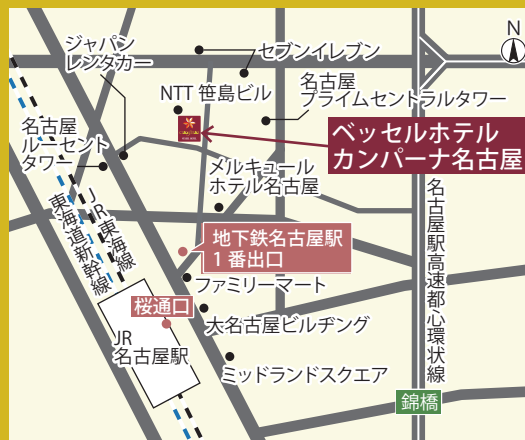 N
ジャパン
レンタカー
セブンイレブン
NTT 笹島ビル
名古屋
プライムセントラルタワー
名古屋
ルーセント
タワー
ベッセルホテル
カンパーナ名古屋
メルキュール
ホテル名古屋
JR東海線
東海道新幹線
名古屋駅高速都心環状線
地下鉄名古屋駅
1 番出口
ファミリーマート
桜通口
大名古屋ビルヂング
JR
名古屋駅
ミッドランドスクエア
錦橋